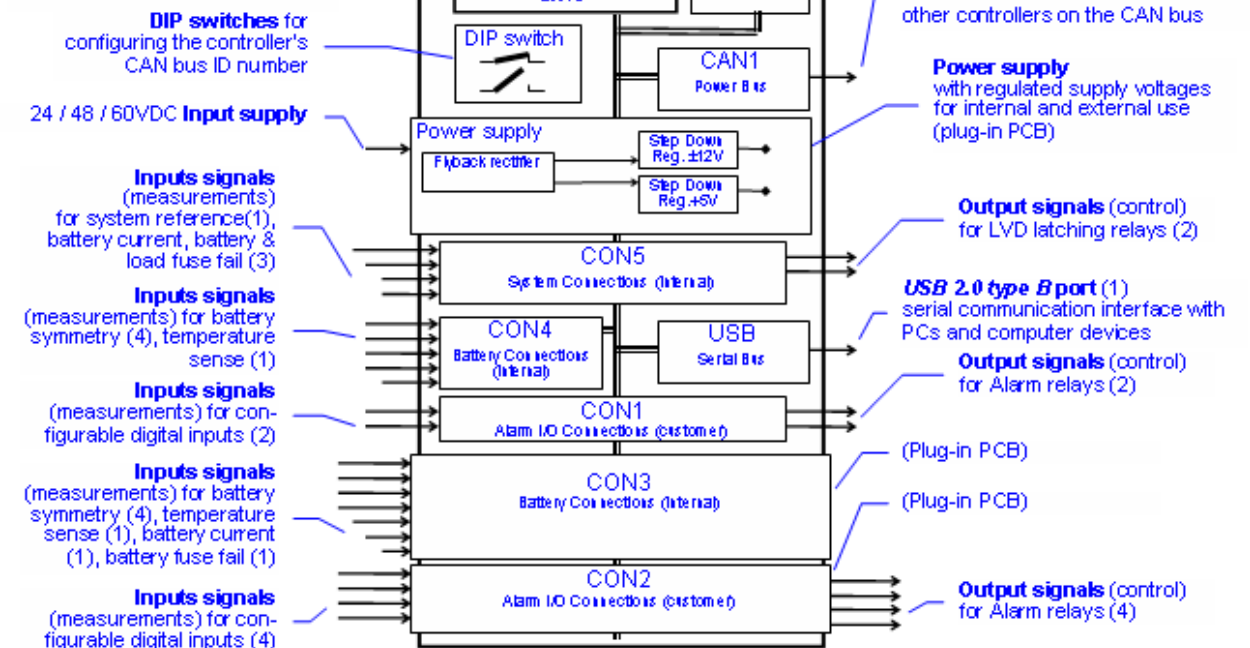 DIP switches for
configuring the controller's
CAN bus ID number
24 / 48 / 60VDC Input supply
Inputs signals
(measurements)
for system reference(1),
battery current, battery &
load fuse fail (3)
Inputs signals
(measurements) for battery
symmetry (4), temperature
sense (1)
Inputs signals
(measurements) for con-
figurable digital inputs (2)
Inputs signals
(measurements) for battery
symmetry (4), temperature
sense (1), battery current
(1), battery fuse fail (1)
Inputs signals
(measurements) for con-
figurable digital inputs (4)
DIP switch
CAN1
Power Bus
Power supply
Flyback rectifier
Step Down
Reg. ±12V
Step Down
Reg.+5V
CON5
System Connections (Internal)
CON4
Battery Connections
(Internal)
USB
Serial Bus
CON1
Alarm I/O Connections (customer)
CON3
Battery Connections (Internal)
CON2
Alarm I/O Connections (customer)
other controllers on the CAN bus
Power supply
with regulated supply voltages
for internal and external use
(plug-in PCB)
Output signals (control)
for LVD latching relays (2)
USB 2.0 type B port (1)
serial communication interface with
PCs and computer devices
Output signals (control)
for Alarm relays (2)
(Plug-in PCB)
(Plug-in PCB)
Output signals (control)
for Alarm relays (4)